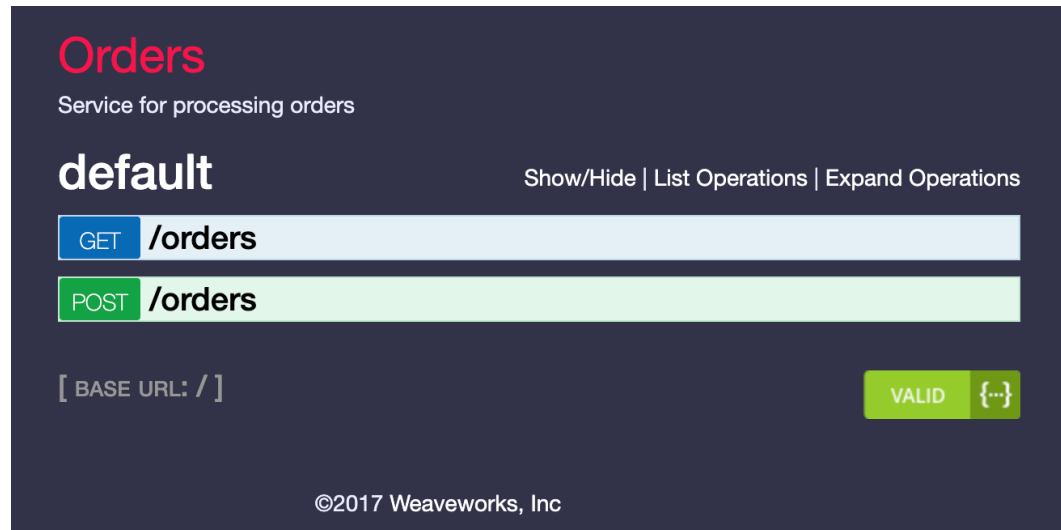 Orders
Service for processing orders
default
Show/Hide | List Operations | Expand Operations
GET /orders
POST /orders
[ BASE URL: / ]
VALID {...}
©2017 Weaveworks, Inc